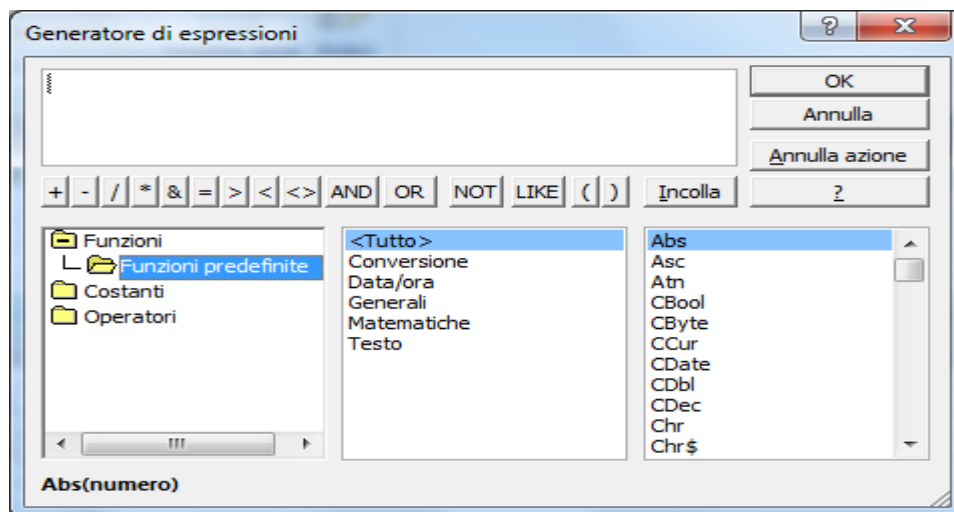 Generatore di espressioni
OK
Annulla
Annulla azione
+ - / * & = > < <> AND OR NOT LIKE ( ) Incolla ?
Funzioni
Funzioni predefinite
Costanti
Operatori
<Tutto>
Conversione
Data/ora
Generali
Matematiche
Testo
Abs
Asc
Atn
CBool
CByte
CCur
CDate
CDbl
CDec
Chr
Chr$
Abs(numero)